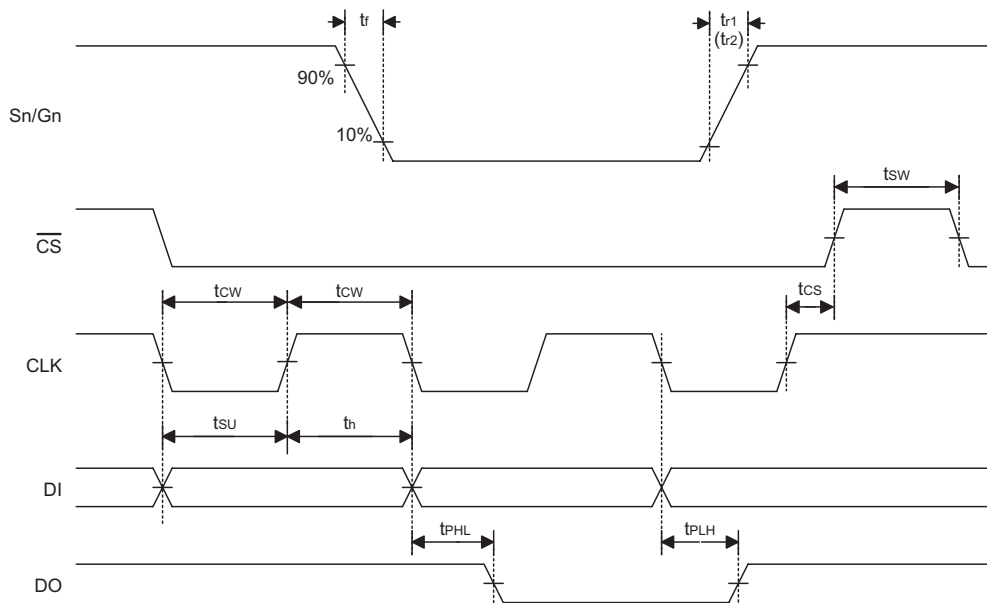 tf
tr1
(tr2)
90%
Sn/Gn
10%
tSW
CS
tCW
tCW
tCS
CLK
tSU
th
DI
tPHL
tPLH
DO